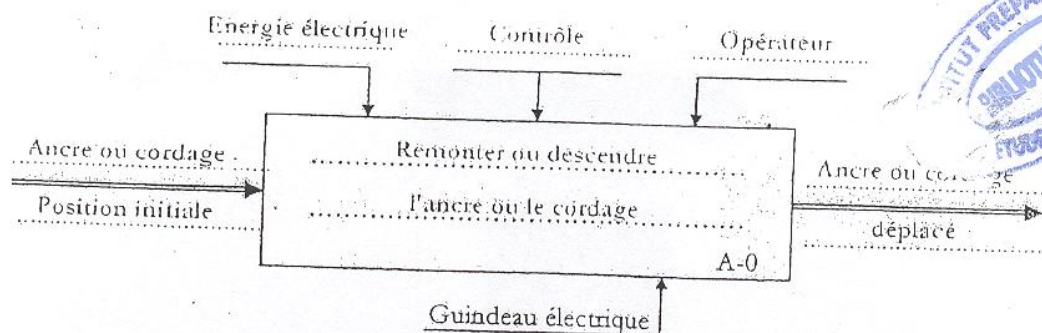 Energie électrique
Contrôle
Opérateur
Ancre ou cordage
Position initiale
Remonter ou descendre
l'ancre ou le cordage
A-0
Ancre ou cordage
déplacé
Guindeau électrique